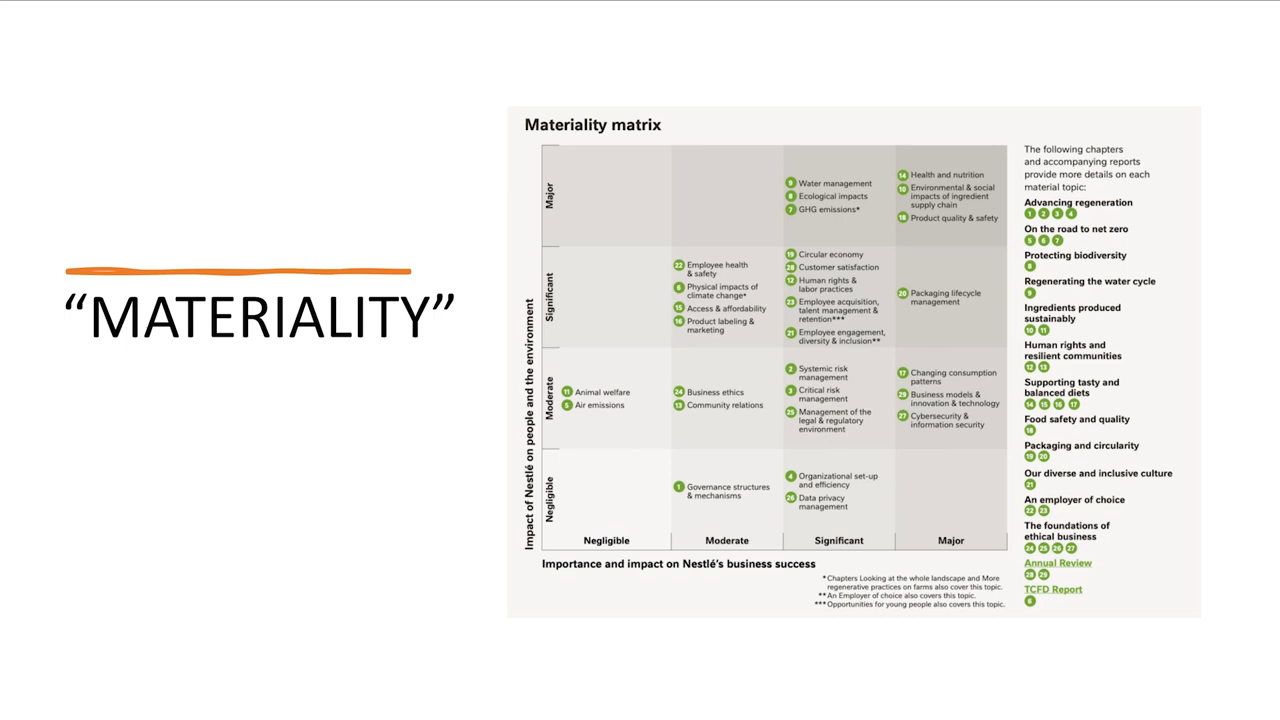 “MATERIALITY”
Materiality matrix
Impact of Nestlé on people and the environment
Major
9 Water management
8 Ecological impacts
7 GHG emissions*
14 Health and nutrition
10 Environmental & social
impacts of ingredient
supply chain
18 Product quality & safety
Significant
22 Employee health
& safety
6 Physical impacts of
climate change*
15 Access & affordability
16 Product labeling &
marketing
19 Circular economy
28 Customer satisfaction
12 Human rights &
labor practices
23 Employee acquisition,
talent management &
retention***
21 Employee engagement,
diversity & inclusion**
20 Packaging lifecycle
management
Moderate
11 Animal welfare
5 Air emissions
24 Business ethics
13 Community relations
2 Systemic risk
management
3 Critical risk
management
25 Management of the
legal & regulatory
environment
17 Changing consumption
patterns
29 Business models &
innovation & technology
27 Cybersecurity &
information security
Negligible
1 Governance structures
& mechanisms
4 Organizational set-up
and efficiency
26 Data privacy
management
Negligible Moderate Significant Major
Importance and impact on Nestlé’s business success
* Chapters Looking at the whole landscape and More
regenerative practices on farms also cover this topic.
** An Employer of choice also covers this topic.
*** Opportunities for young people also covers this topic.
The following chapters
and accompanying reports
provide more details on each
material topic:
Advancing regeneration
1 2 3 4
On the road to net zero
5 6 7
Protecting biodiversity
8
Regenerating the water cycle
9
Ingredients produced
sustainably
10 11
Human rights and
resilient communities
12 13
Supporting tasty and
balanced diets
14 15 16 17
Food safety and quality
18
Packaging and circularity
19 20
Our diverse and inclusive culture
21
An employer of choice
22 23
The foundations of
ethical business
24 25 26 27
Annual Review
28 29
TCFD Report
6